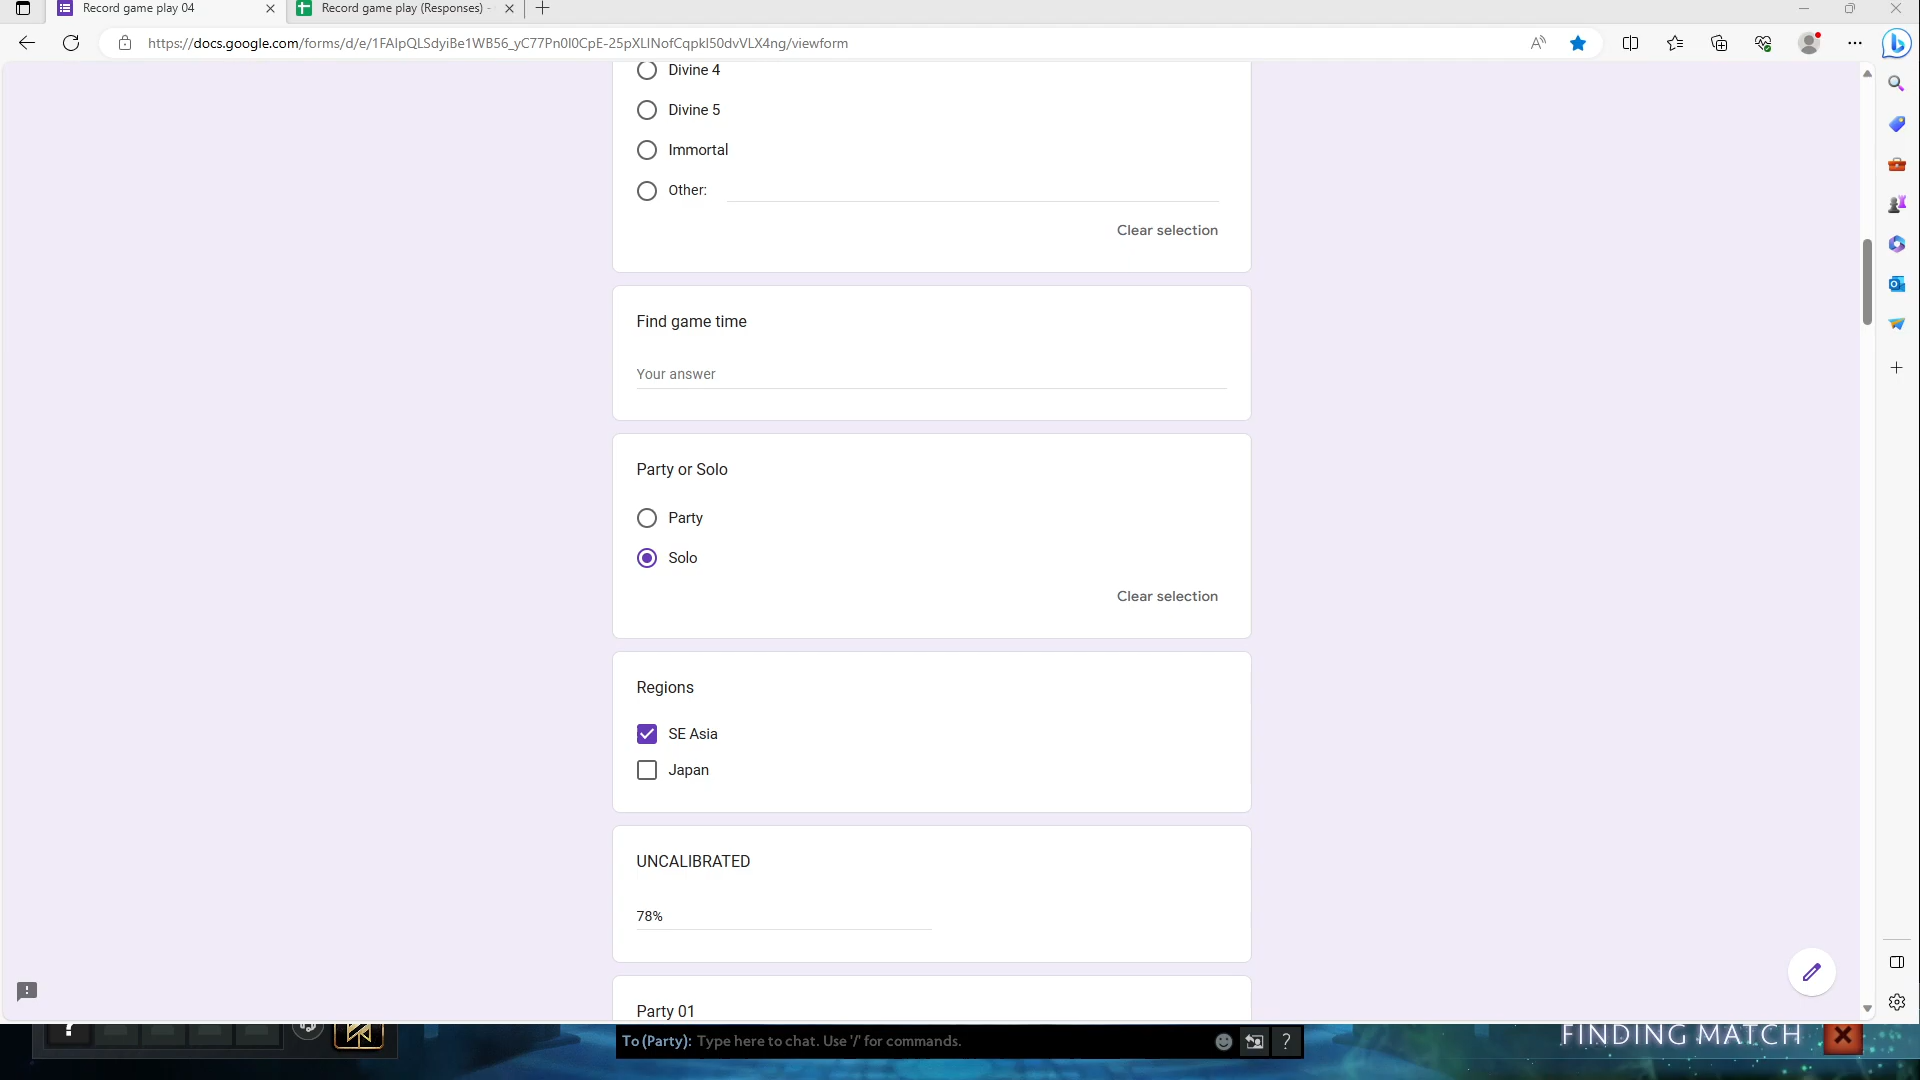 Record game play 04
Record game play (Responses) -
https://docs.google.com/forms/d/e/1FAIpQLSdyiBe1WB56_yC77Pn0I0CpE-25pXLINofCqpkI50dvVLX4ng/viewform
Divine 4
Divine 5
Immortal
Other:
Clear selection
Find game time
Your answer
Party or Solo
Party
Solo
Clear selection
Regions
SE Asia
Japan
UNCALIBRATED
78%
Party 01
To (Party): Type here to chat. Use '/' for commands.
?
FINDING MATCH